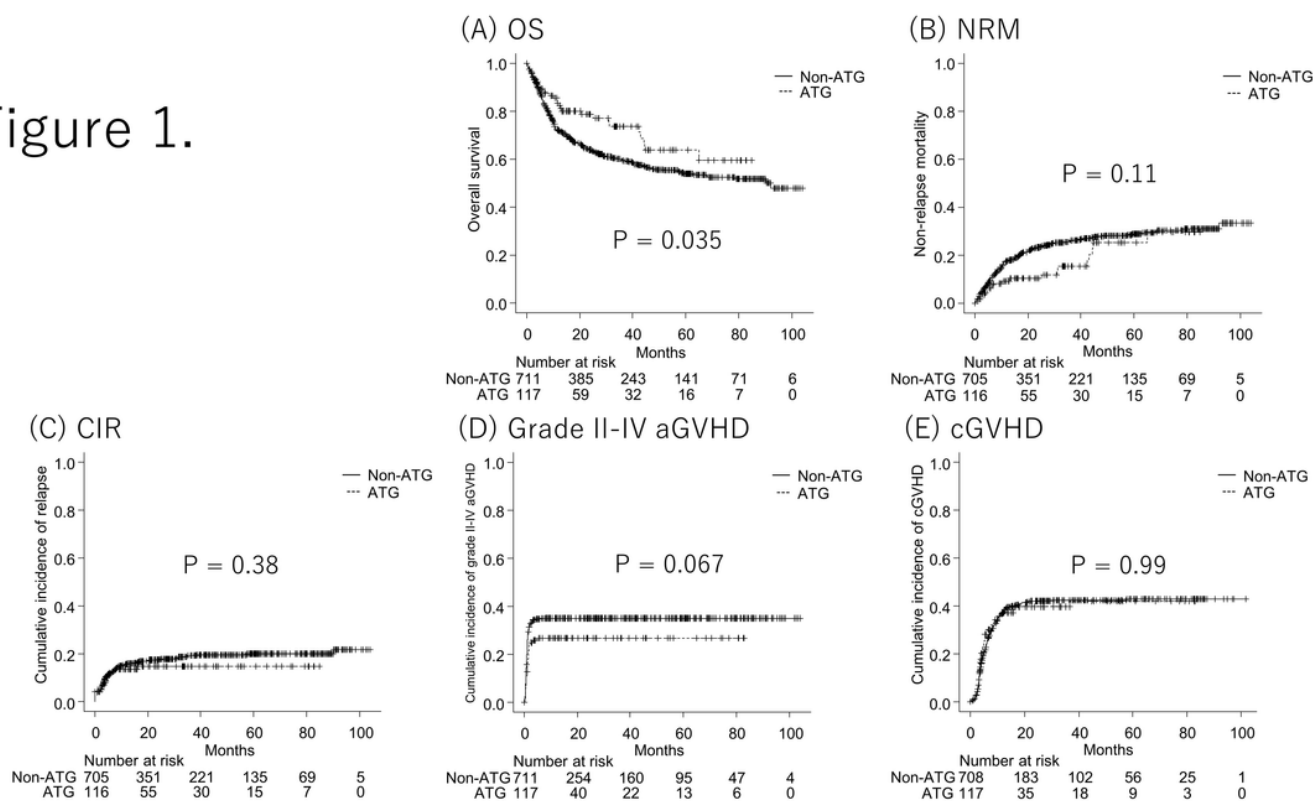 igure 1.
(A) OS
Overall survival
1.0
0.8
0.6
0.4
0.2
0.0
Non-ATG
ATG
P = 0.035
0 20 40 60 80 100
Months
Number at risk
Non-ATG 711 385 243 141 71 6
ATG 117 59 32 16 7 0
(B) NRM
Non-relapse mortality
1.0
0.8
0.6
0.4
0.2
0.0
Non-ATG
ATG
P = 0.11
0 20 40 60 80 100
Months
Number at risk
Non-ATG 705 351 221 135 69 5
ATG 116 55 30 15 7 0
(C) CIR
Cumulative incidence of relapse
1.0
0.8
0.6
0.4
0.2
0.0
Non-ATG
ATG
P = 0.38
0 20 40 60 80 100
Months
Number at risk
Non-ATG 705 351 221 135 69 5
ATG 116 55 30 15 7 0
(D) Grade II-IV aGVHD
Cumulative incidence of grade II-IV aGVHD
1.0
0.8
0.6
0.4
0.2
0.0
Non-ATG
ATG
P = 0.067
0 20 40 60 80 100
Months
Number at risk
Non-ATG 711 254 160 95 47 4
ATG 117 40 22 13 6 0
(E) cGVHD
Cumulative incidence of cGVHD
1.0
0.8
0.6
0.4
0.2
0.0
Non-ATG
ATG
P = 0.99
0 20 40 60 80 100
Months
Number at risk
Non-ATG 708 183 102 56 25 1
ATG 117 35 18 9 3 0